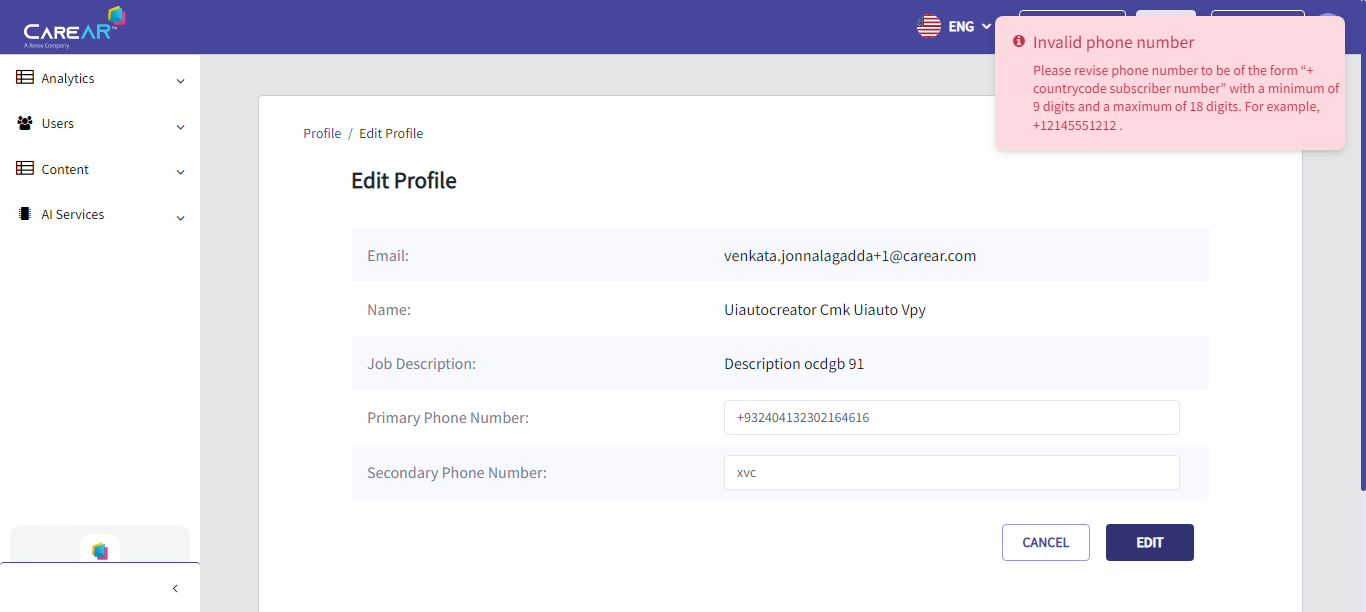 CAREAR™
A Xerox Company
ENG
Invalid phone number
Please revise phone number to be of the form “+
countrycode subscriber number” with a minimum of
9 digits and a maximum of 18 digits. For example,
+12145551212 .
Analytics
Users
Content
AI Services
Profile / Edit Profile
Edit Profile
Email: venkata.jonnalagadda+1@carear.com
Name: Uiautocreator Cmk Uiauto Vpy
Job Description: Description ocdgb 91
Primary Phone Number: +932404132302164616
Secondary Phone Number: xvc
CANCEL EDIT